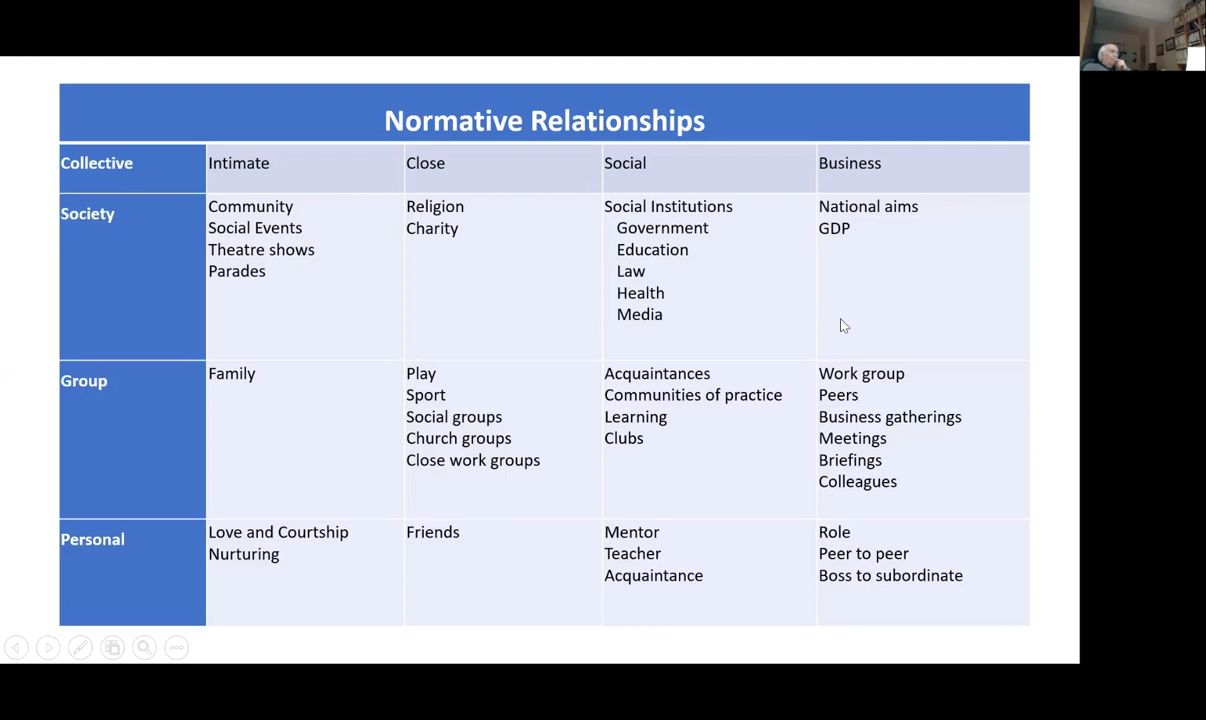 Normative Relationships
Collective
Intimate
Close
Social
Business
Society
Community
Social Events
Theatre shows
Parades
Religion
Charity
Social Institutions
Government
Education
Law
Health
Media
National aims
GDP
Group
Family
Play
Sport
Social groups
Church groups
Close work groups
Acquaintances
Communities of practice
Learning
Clubs
Work group
Peers
Business gatherings
Meetings
Briefings
Colleagues
Personal
Love and Courtship
Nurturing
Friends
Mentor
Teacher
Acquaintance
Role
Peer to peer
Boss to subordinate